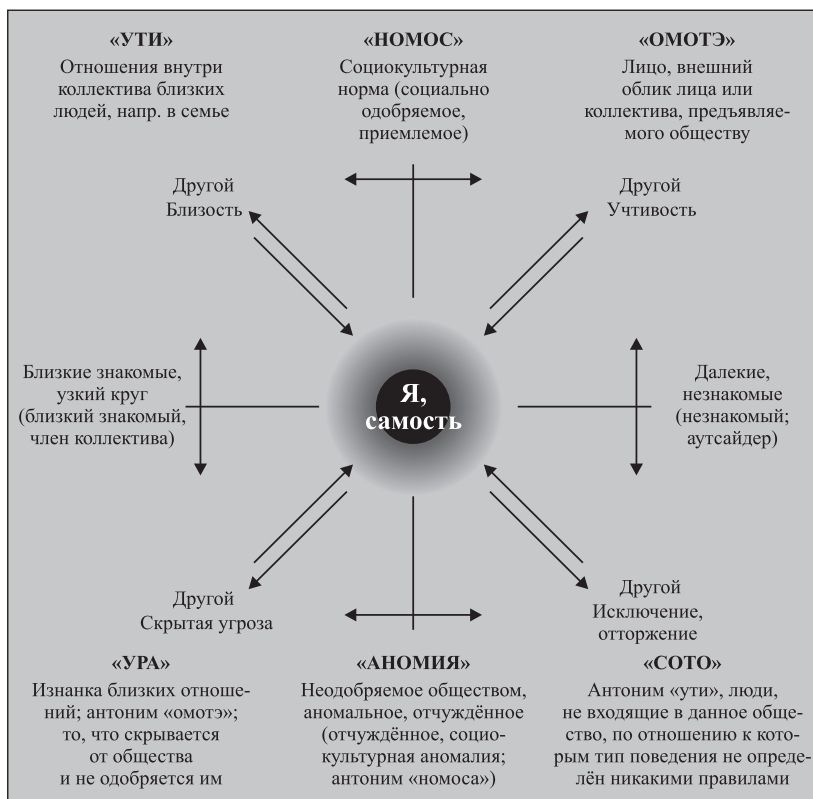 «УТИ»
Отношения внутри
коллектива близких
людей, напр. в семье
«НОМОС»
Социокультурная
норма (социально
одобряемое,
приемлемое)
«ОМОТЭ»
Лицо, внешний
облик лица или
коллектива, предъявляе-
мого обществу
Другой
Близость
Другой
Учтивость
Близкие знакомые,
узкий круг
(близкий знакомый,
член коллектива)
Я,
самость
Далекие,
незнакомые
(незнакомый;
аутсайдер)
Другой
Скрытая угроза
Другой
Исключение,
отторжение
«УРА»
Изнанка близких отноше-
ний; антоним «омотэ»;
то, что скрывается
от общества
и не одобряется им
«АНОМИЯ»
Неодобряемое обществом,
аномальное, отчуждённое
(отчуждённое, социо-
культурная аномалия;
антоним «номоса»)
«СОТО»
Антоним «ути», люди,
не входящие в данное обще-
ство, по отношению к кото-
рым тип поведения не опреде-
лён никакими правилами